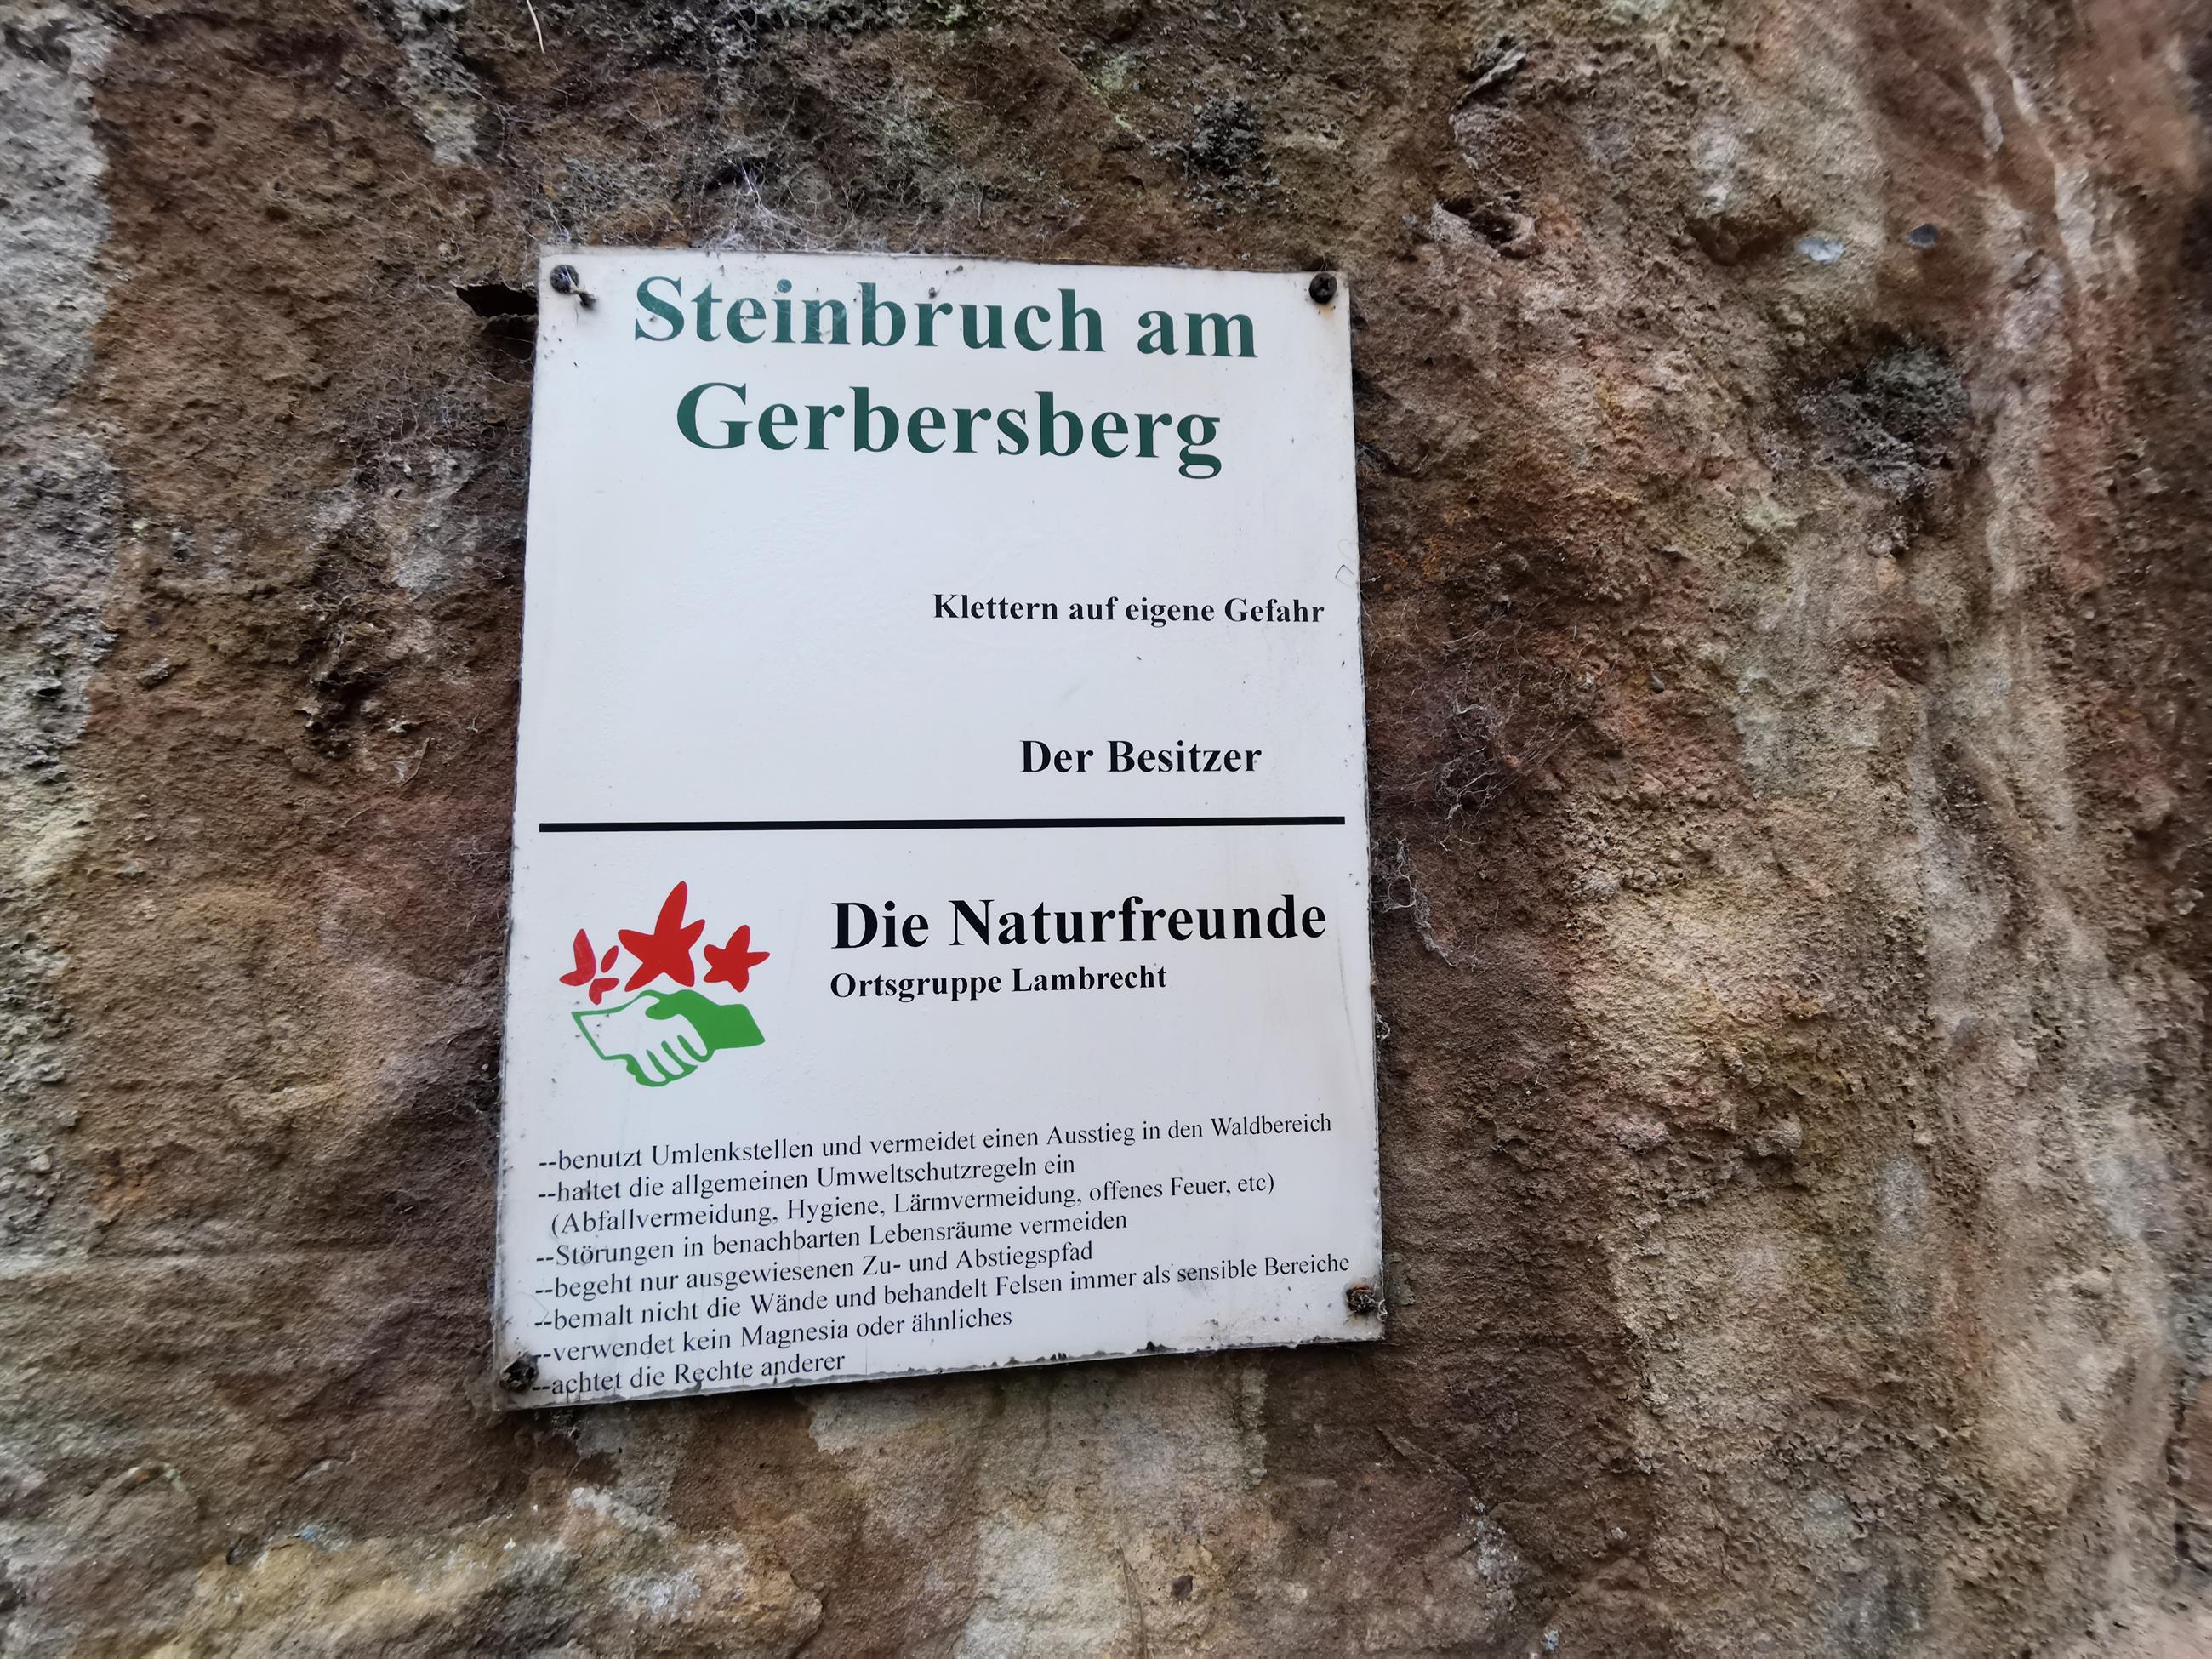 Steinbruch am
Gerbersberg
Klettern auf eigene Gefahr
Der Besitzer
Die Naturfreunde
Ortsgruppe Lambrecht
--benutzt Umlenkstellen und vermeidet einen Ausstieg in den Waldbereich
--haltet die allgemeinen Umweltschutzregeln ein
(Abfallvermeidung, Hygiene, Lärmvermeidung, offenes Feuer, etc)
--Störungen in benachbarten Lebensräume vermeiden
--begeht nur ausgewiesenen Zu- und Abstiegspfad
--bemalt nicht die Wände und behandelt Felsen immer als sensible Bereiche
--verwendet kein Magnesia oder ähnliches
--achtet die Rechte anderer